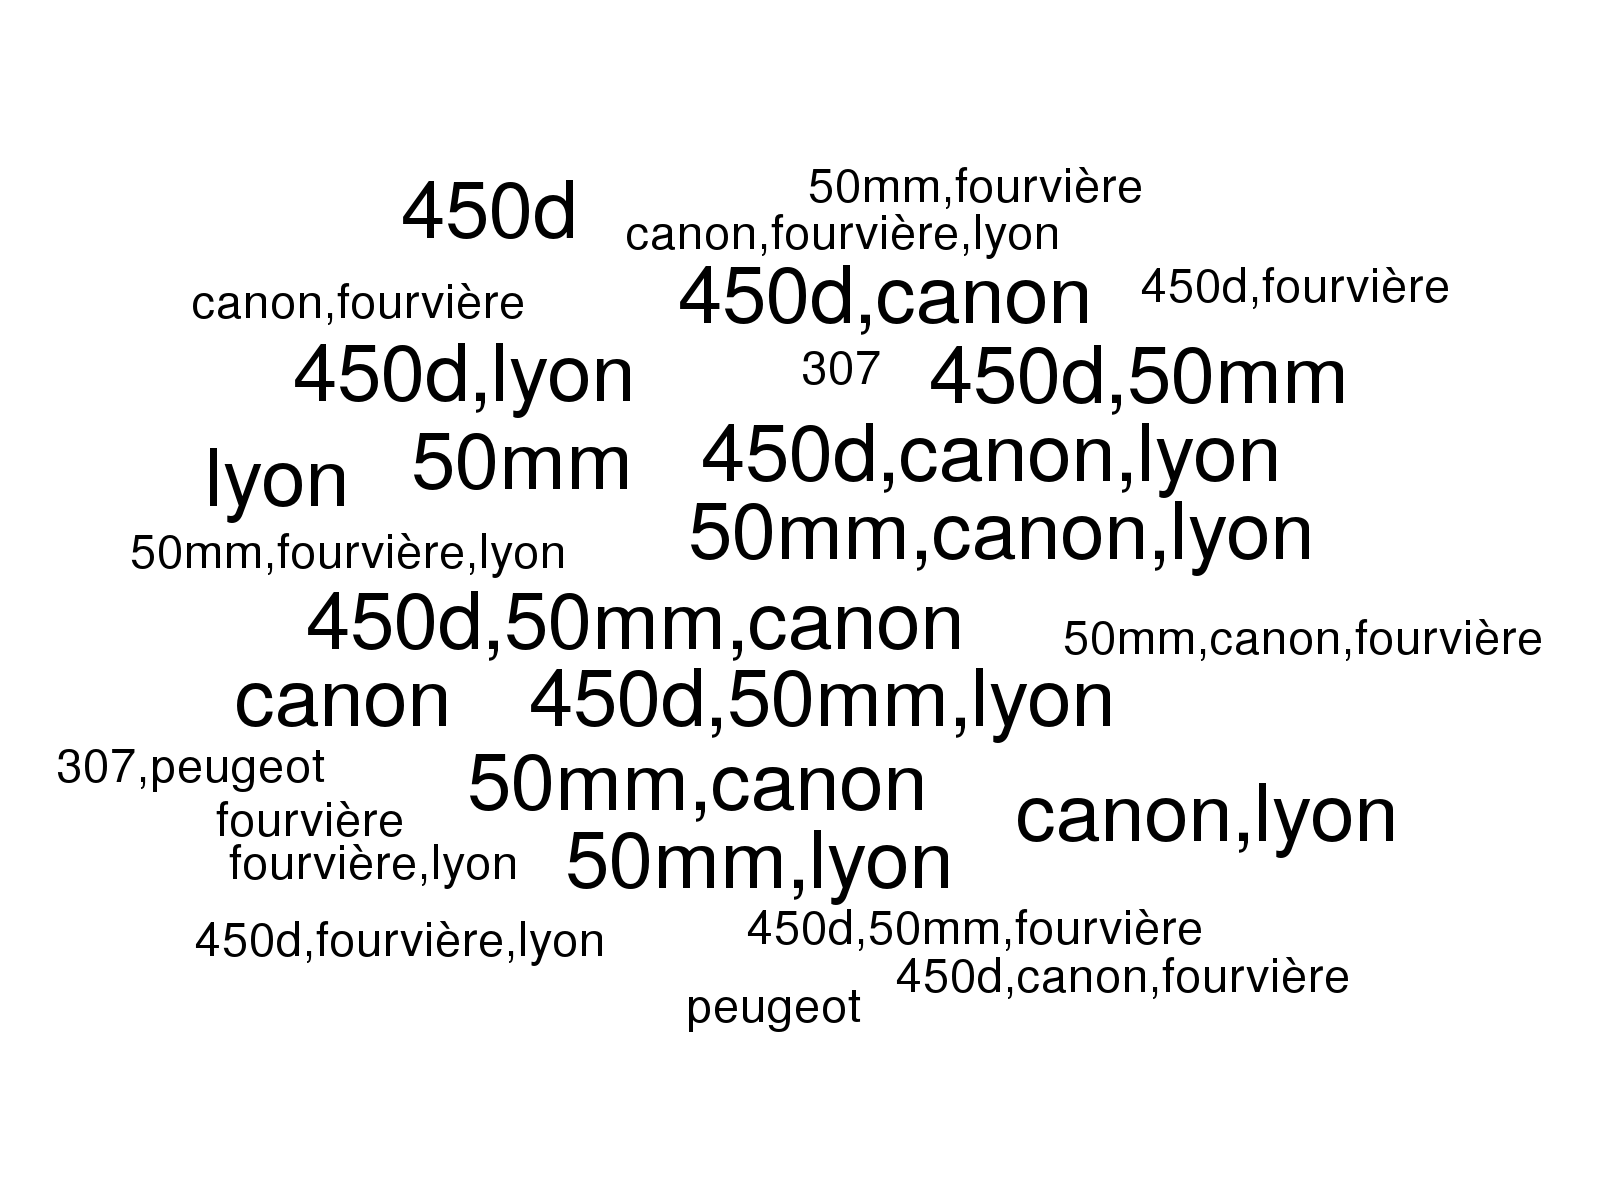 450d
50mm,fourvière
canon,fourvière,lyon
canon,fourvière
450d,canon
450d,fourvière
450d,lyon
307
450d,50mm
lyon
50mm
450d,canon,lyon
50mm,canon,lyon
50mm,fourvière,lyon
450d,50mm,canon
50mm,canon,fourvière
canon
450d,50mm,lyon
307,peugeot
50mm,canon
canon,lyon
fourvière
fourvière,lyon
50mm,lyon
450d,fourvière,lyon
450d,50mm,fourvière
450d,canon,fourvière
peugeot